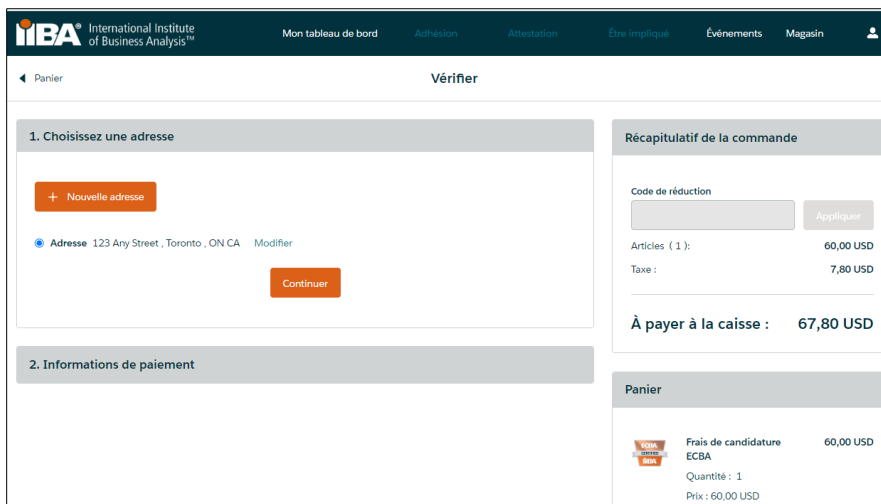 iiBA® International Institute
of Business Analysis™
Mon tableau de bord Adhésion Attestation Être impliqué Événements Magasin
Panier
Vérifier
1. Choisissez une adresse
+ Nouvelle adresse
Adresse 123 Any Street , Toronto , ON CA Modifier
Continuer
2. Informations de paiement
Récapitulatif de la commande
Code de réduction
Appliquer
Articles ( 1 ): 60,00 USD
Taxe : 7,80 USD
À payer à la caisse : 67,80 USD
Panier
ECBA
CERTIFIED
IIBA
Frais de candidature 60,00 USD
ECBA
Quantité : 1
Prix : 60,00 USD